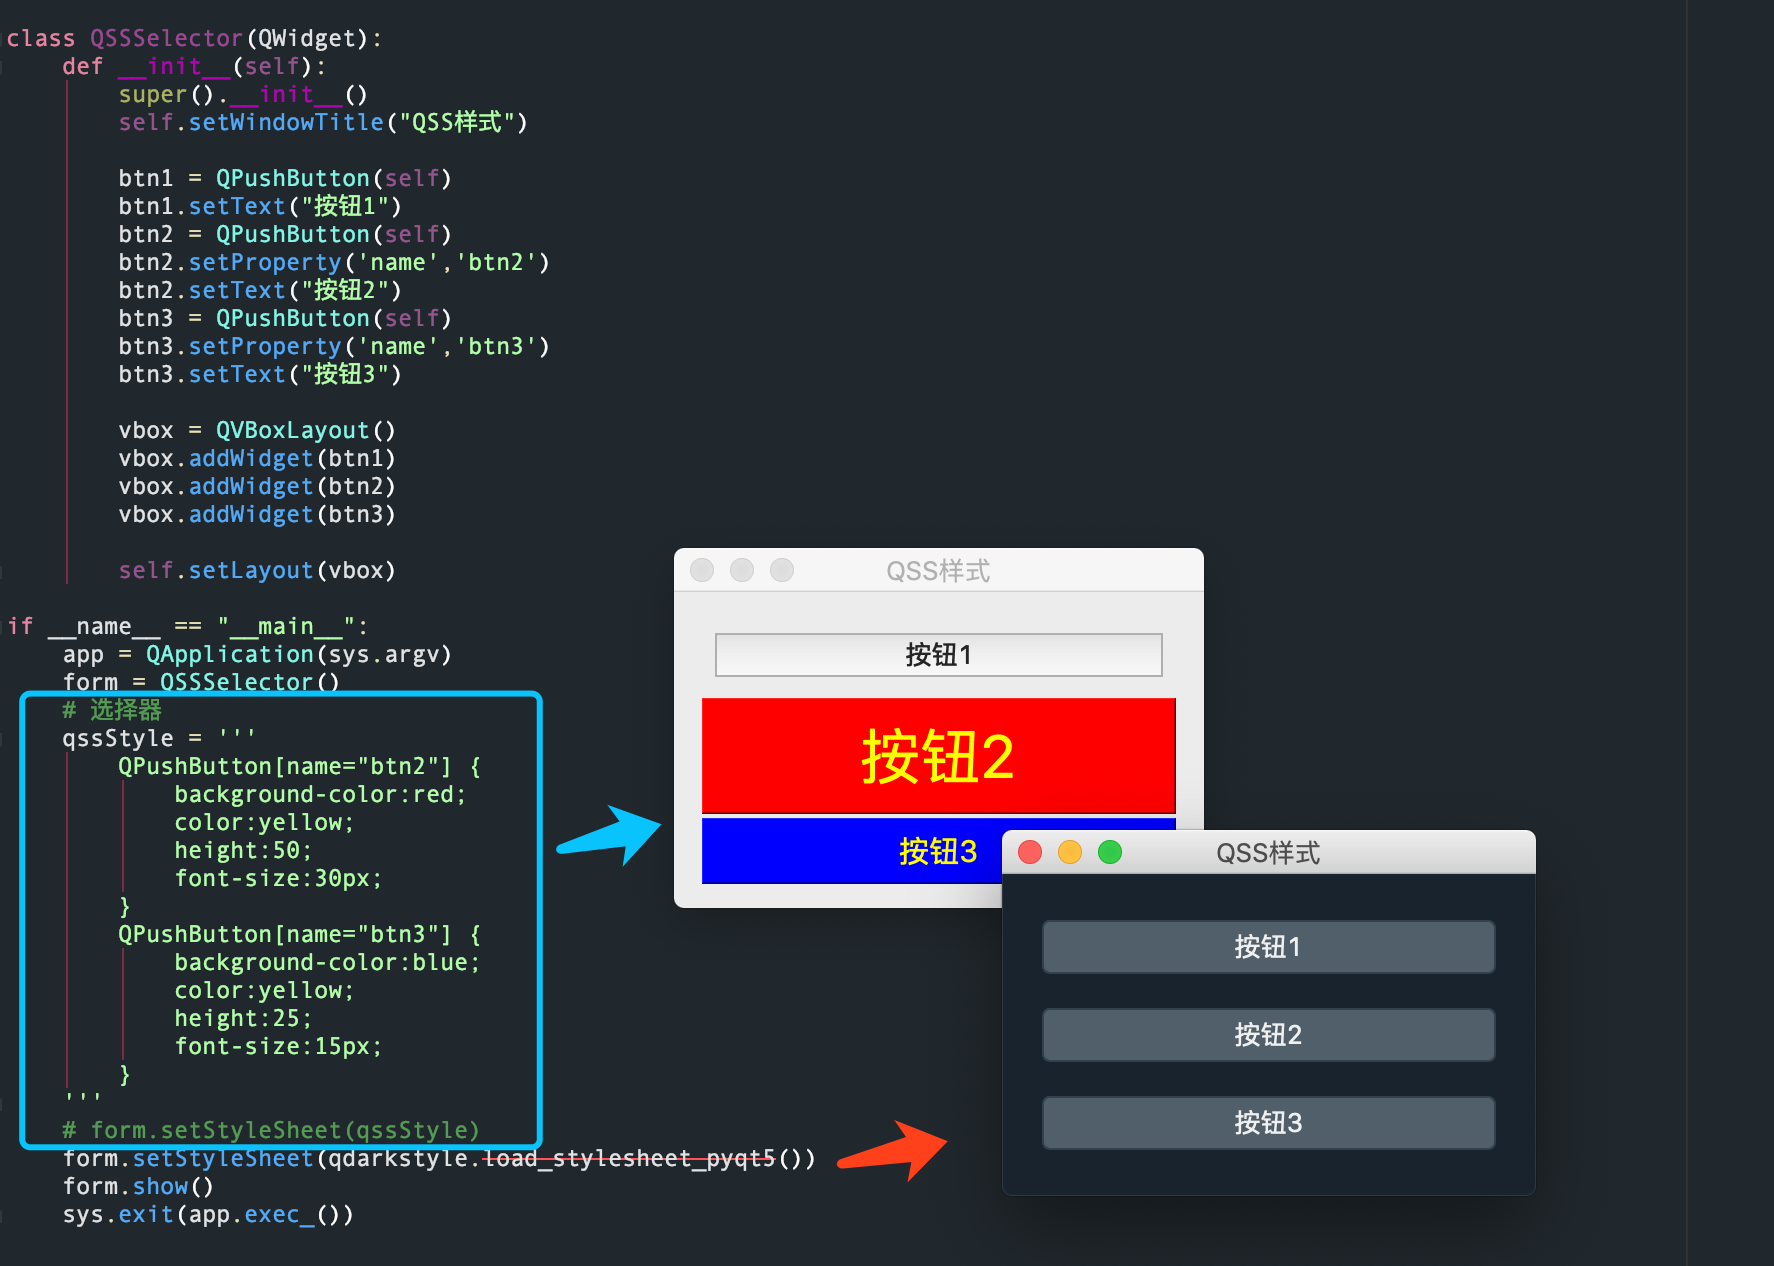 class QSSSelector(QWidget):
    def __init__(self):
        super().__init__()
        self.setWindowTitle("QSS样式")

        btn1 = QPushButton(self)
        btn1.setText("按钮1")
        btn2 = QPushButton(self)
        btn2.setProperty('name','btn2')
        btn2.setText("按钮2")
        btn3 = QPushButton(self)
        btn3.setProperty('name','btn3')
        btn3.setText("按钮3")

        vbox = QVBoxLayout()
        vbox.addWidget(btn1)
        vbox.addWidget(btn2)
        vbox.addWidget(btn3)

        self.setLayout(vbox)

if __name__ == "__main__":
    app = QApplication(sys.argv)
    form = QSSSelector()
    # 选择器
    qssStyle = '''
        QPushButton[name="btn2"] {
            background-color:red;
            color:yellow;
            height:50;
            font-size:30px;
        }
        QPushButton[name="btn3"] {
            background-color:blue;
            color:yellow;
            height:25;
            font-size:15px;
        }
    '''
    # form.setStyleSheet(qssStyle)
    form.setStyleSheet(qdarkstyle.load_stylesheet_pyqt5())
    form.show()
    sys.exit(app.exec_())
QSS样式
按钮1
按钮2
按钮3
QSS样式
按钮1
按钮2
按钮3